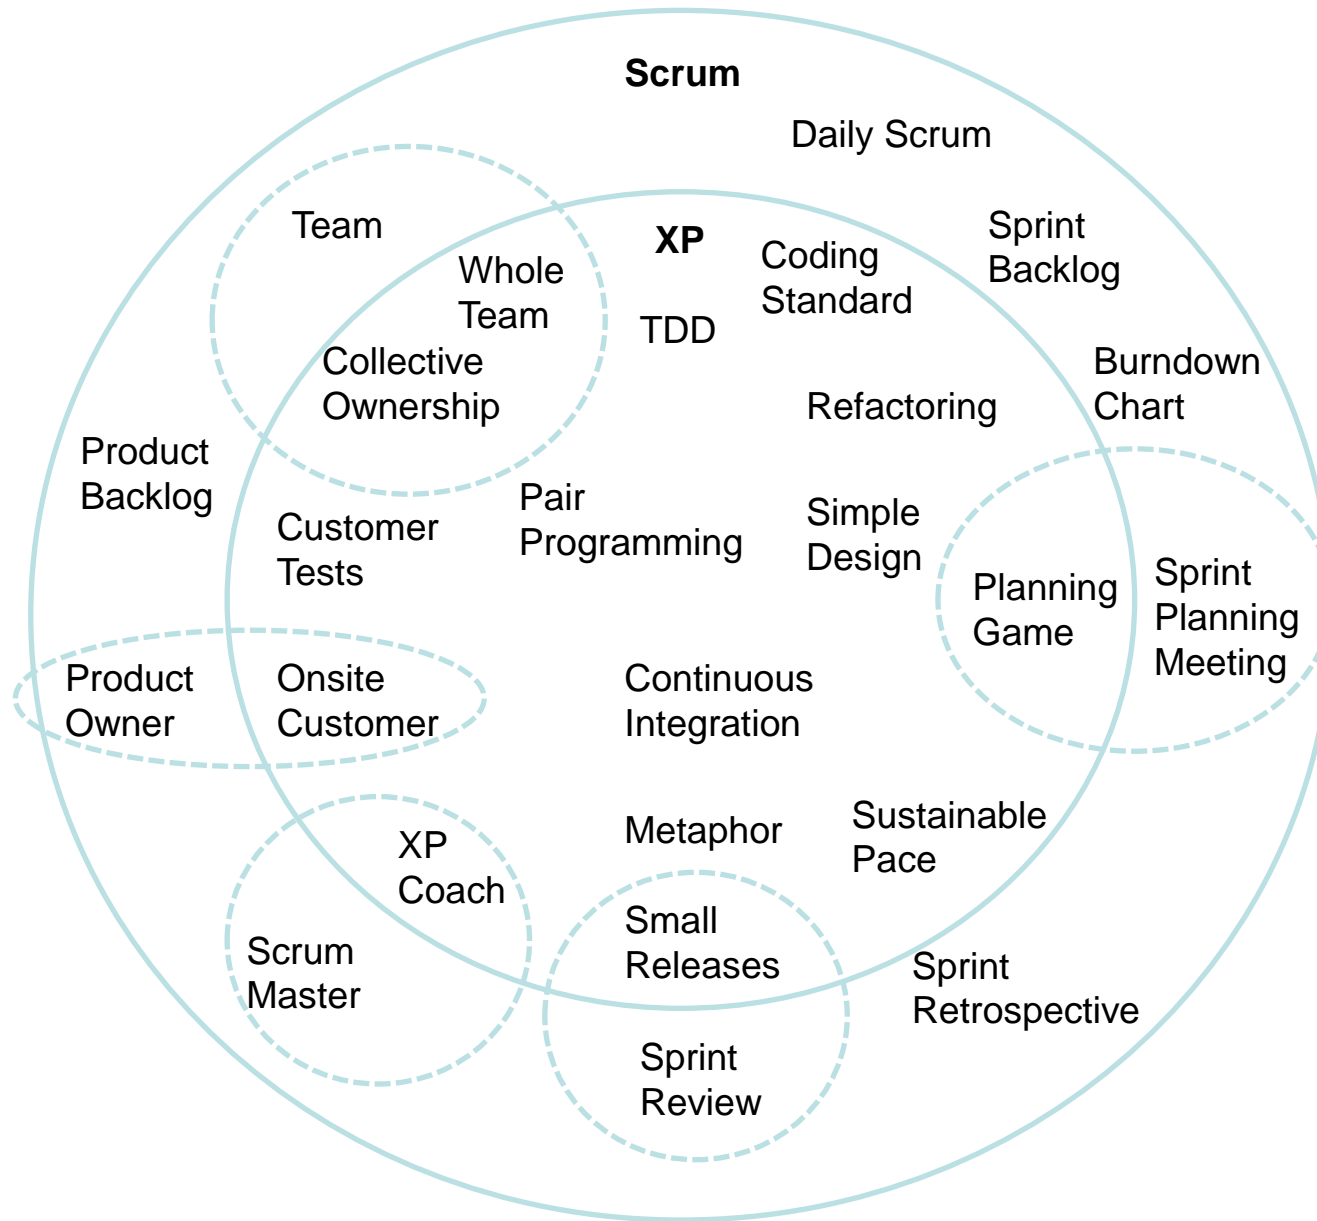 Scrum
Daily Scrum
Team
Sprint
Backlog
XP
Coding
Standard
Whole
Team
TDD
Collective
Ownership
Burndown
Chart
Refactoring
Product
Backlog
Pair
Programming
Simple
Design
Customer
Tests
Planning
Game
Sprint
Planning
Meeting
Product
Owner
Onsite
Customer
Continuous
Integration
Metaphor
Sustainable
Pace
XP
Coach
Small
Releases
Scrum
Master
Sprint
Retrospective
Sprint
Review